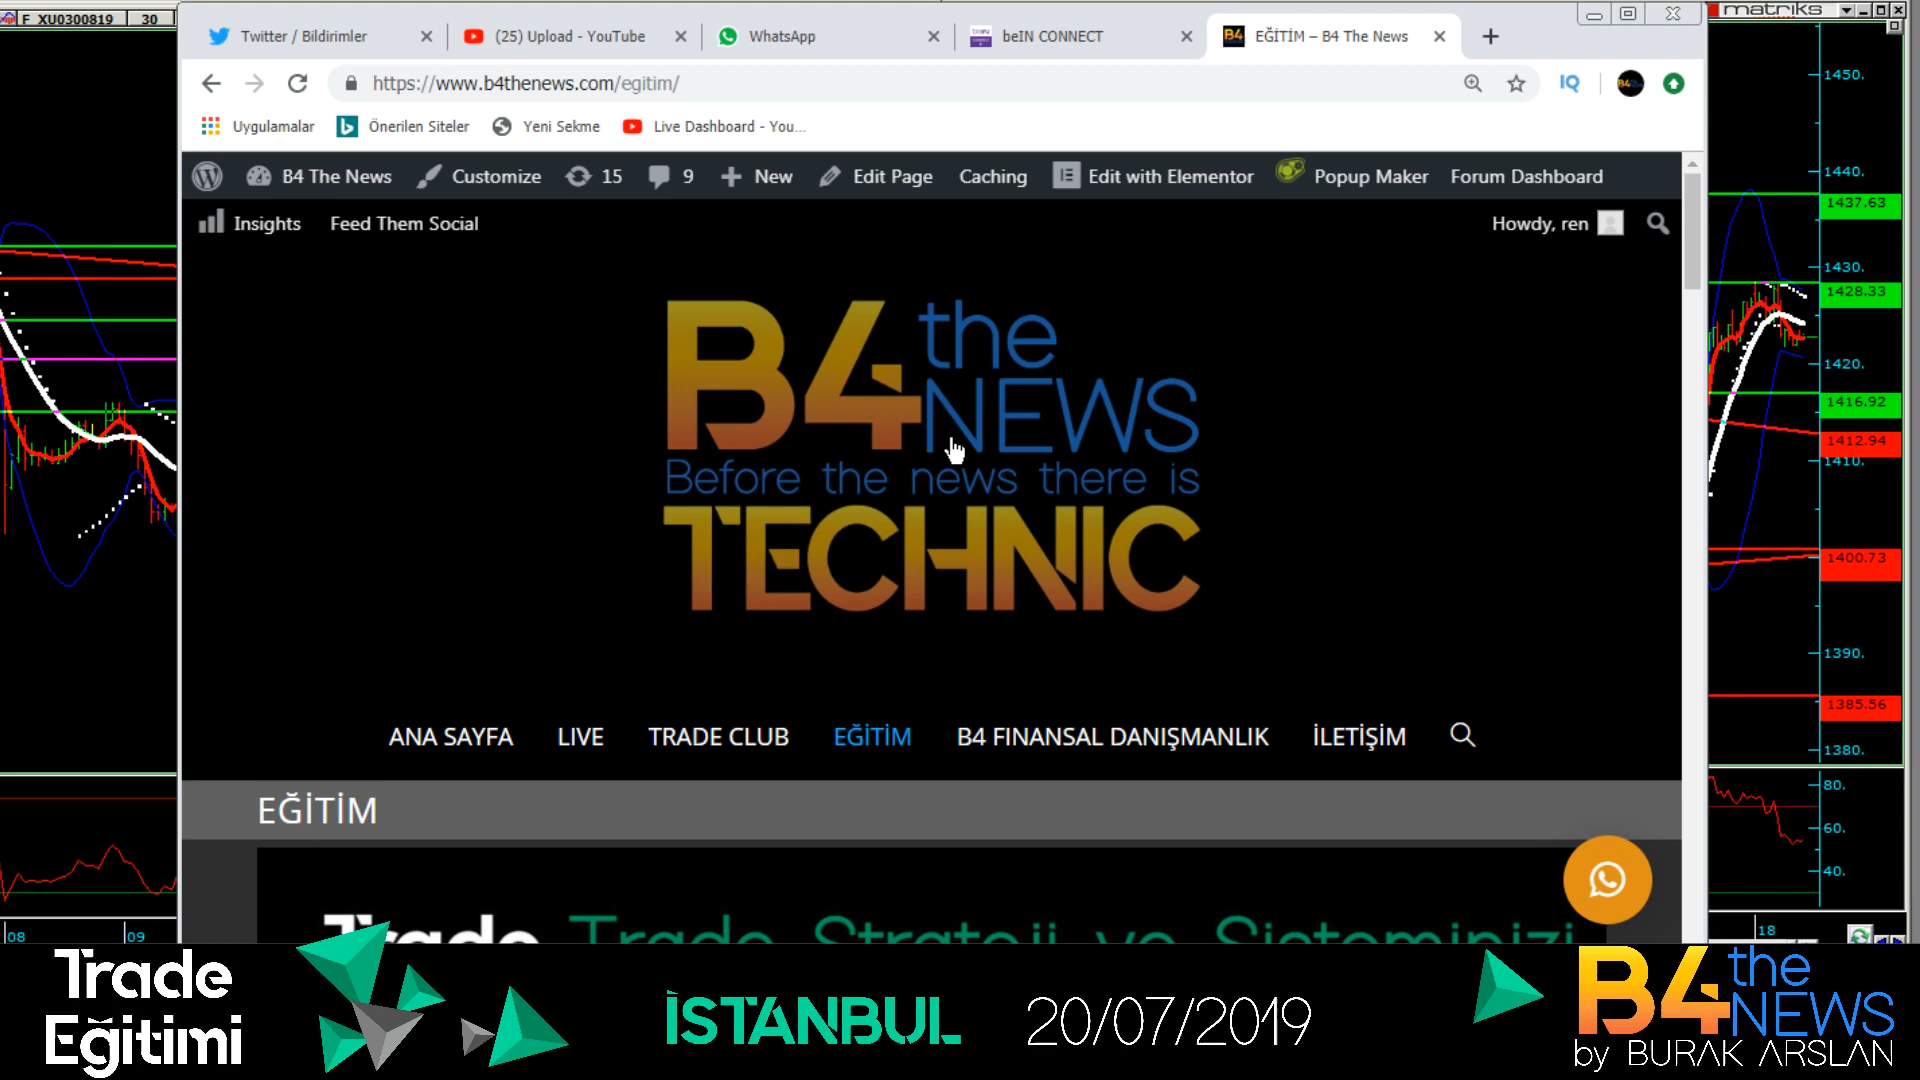 F_XU0300819 30
Twitter / Bildirimler
(25) Upload - YouTube
WhatsApp
beIN CONNECT
EĞİTİM – B4 The News
matriks
https://www.b4thenews.com/egitim/
Uygulamalar
Önerilen Siteler
Yeni Sekme
Live Dashboard - You...
B4 The News
Customize
15
9
New
Edit Page
Caching
Edit with Elementor
Popup Maker
Forum Dashboard
Insights
Feed Them Social
Howdy, ren
B4 the
NEWS
Before the news there is
TECHNIC
ANA SAYFA
LIVE
TRADE CLUB
EĞİTİM
B4 FINANSAL DANIŞMANLIK
İLETİŞİM
EĞİTİM
Trade Trade Strateji ve Sisteminizi
1450.
1440.
1437.63
1430.
1428.33
1420.
1416.92
1412.94
1410.
1400.73
1390.
1385.56
1380.
80.
60.
40.
08
09
18
Trade
Eğitimi
İSTANBUL
20/07/2019
B4 the
NEWS
by BURAK ARSLAN